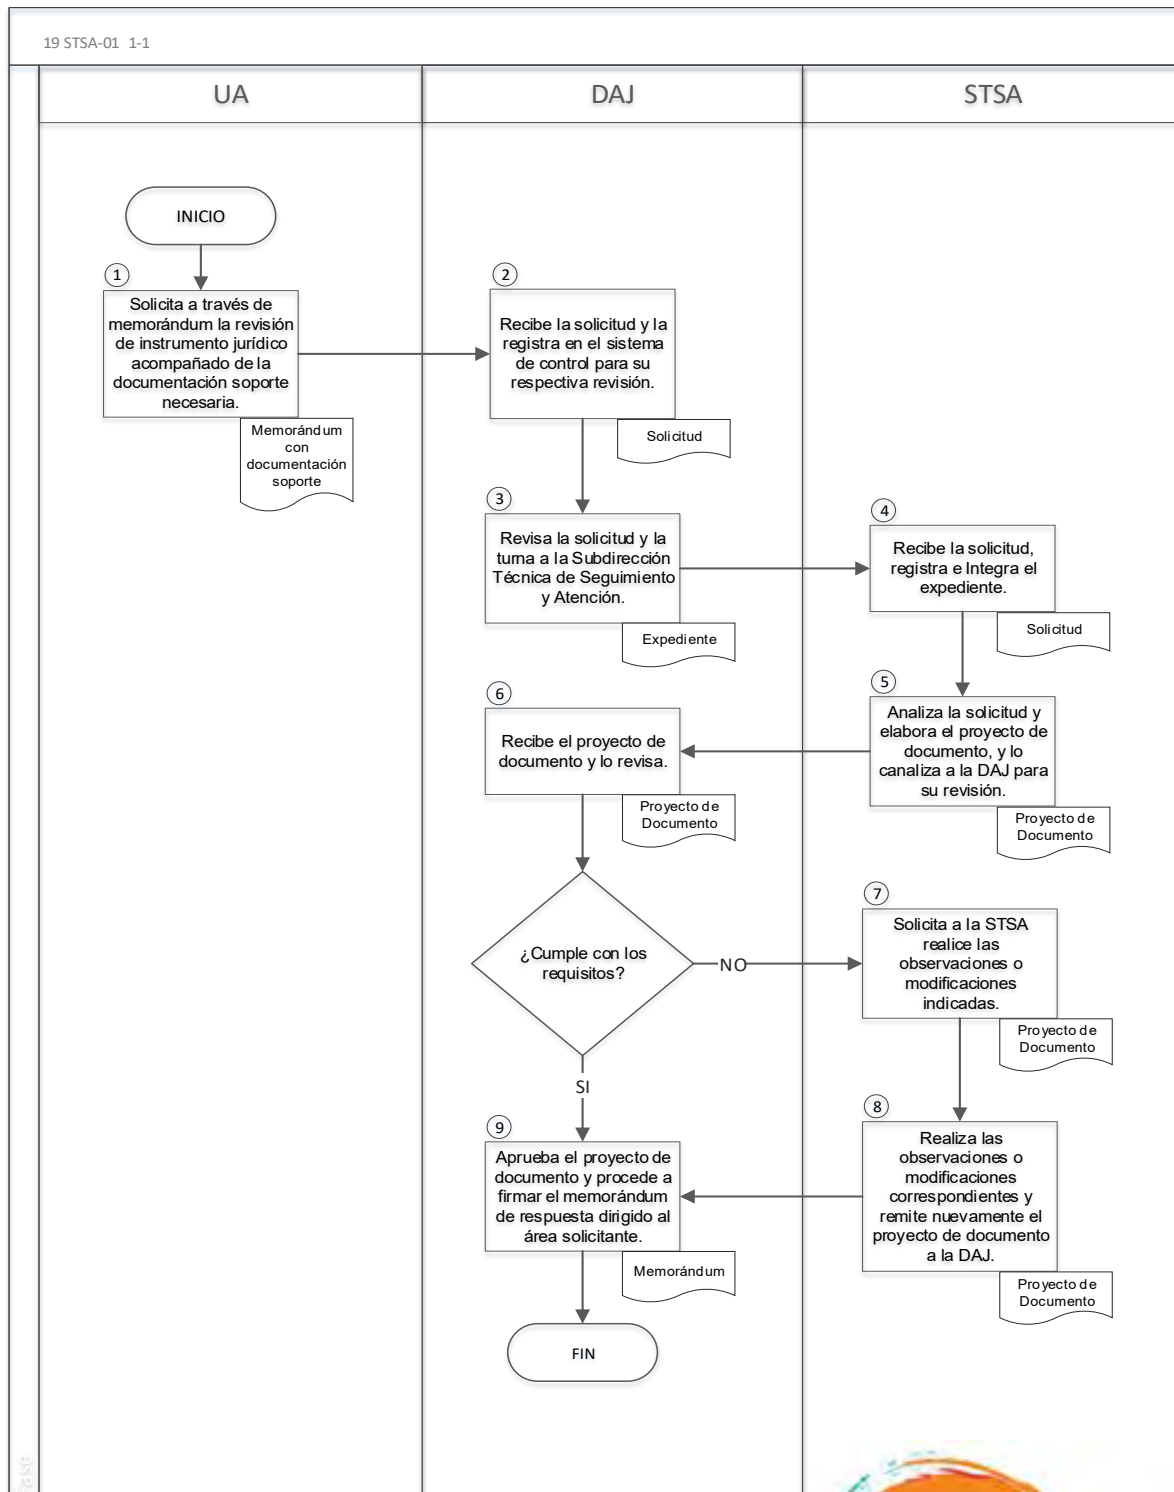 19 STSA-01 1-1
UA
DAJ
STSA
INICIO
1
Solicita a través de
memorándum la revisión
de instrumento jurídico
acompañado de la
documentación soporte
necesaria.
Memorándum
con
documentación
soporte
2
Recibe la solicitud y la
registra en el sistema
de control para su
respectiva revisión.
Solicitud
3
Revisa la solicitud y la
turna a la Subdirección
Técnica de Seguimiento
y Atención.
Expediente
4
Recibe la solicitud,
registra e Integra el
expediente.
Solicitud
5
Analiza la solicitud y
elabora el proyecto de
documento, y lo
canaliza a la DAJ para
su revisión.
Proyecto de
Documento
6
Recibe el proyecto de
documento y lo revisa.
Proyecto de
Documento
¿Cumple con los
requisitos?
NO
SI
7
Solicita a la STSA
realice las
observaciones o
modificaciones
indicadas.
Proyecto de
Documento
8
Realiza las
observaciones o
modificaciones
correspondientes y
remite nuevamente el
proyecto de documento
a la DAJ.
Proyecto de
Documento
9
Aprueba el proyecto de
documento y procede a
firmar el memorándum
de respuesta dirigido al
área solicitante.
Memorándum
FIN